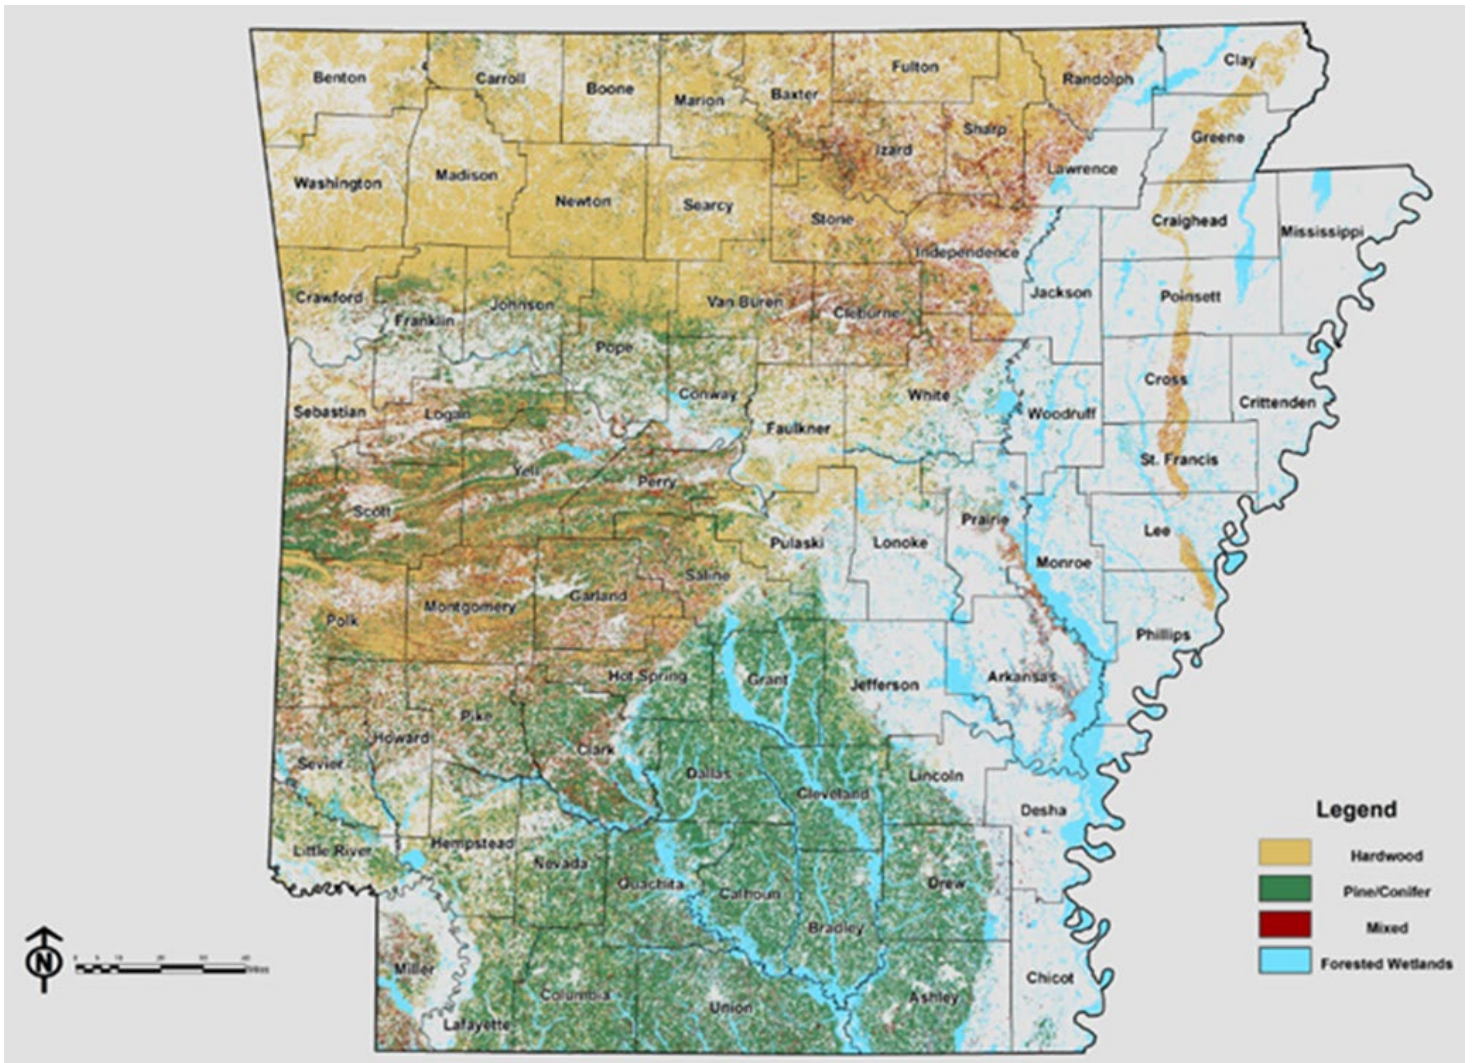 Benton
Carroll
Boone
Marion
Baxter
Fulton
Randolph
Clay
Sharp
Izard
Greene
Lawrence
Washington
Madison
Newton
Searcy
Stone
Independence
Craighead
Mississippi
Crawford
Franklin
Johnson
Van Buren
Cleburne
Jackson
Poinsett
Pope
Sebastian
Logan
Conway
Faulkner
White
Woodruff
Cross
Crittenden
Yell
Perry
St. Francis
Scott
Pulaski
Lonoke
Prairie
Monroe
Lee
Polk
Montgomery
Garland
Saline
Phillips
Hot Spring
Grant
Jefferson
Arkansas
Pike
Howard
Clark
Sevier
Dallas
Cleveland
Lincoln
Desha
Little River
Hempstead
Nevada
Ouachita
Calhoun
Drew
Bradley
Miller
Lafayette
Columbia
Union
Ashley
Chicot
Legend
Hardwood
Pine/Conifer
Mixed
Forested Wetlands
N